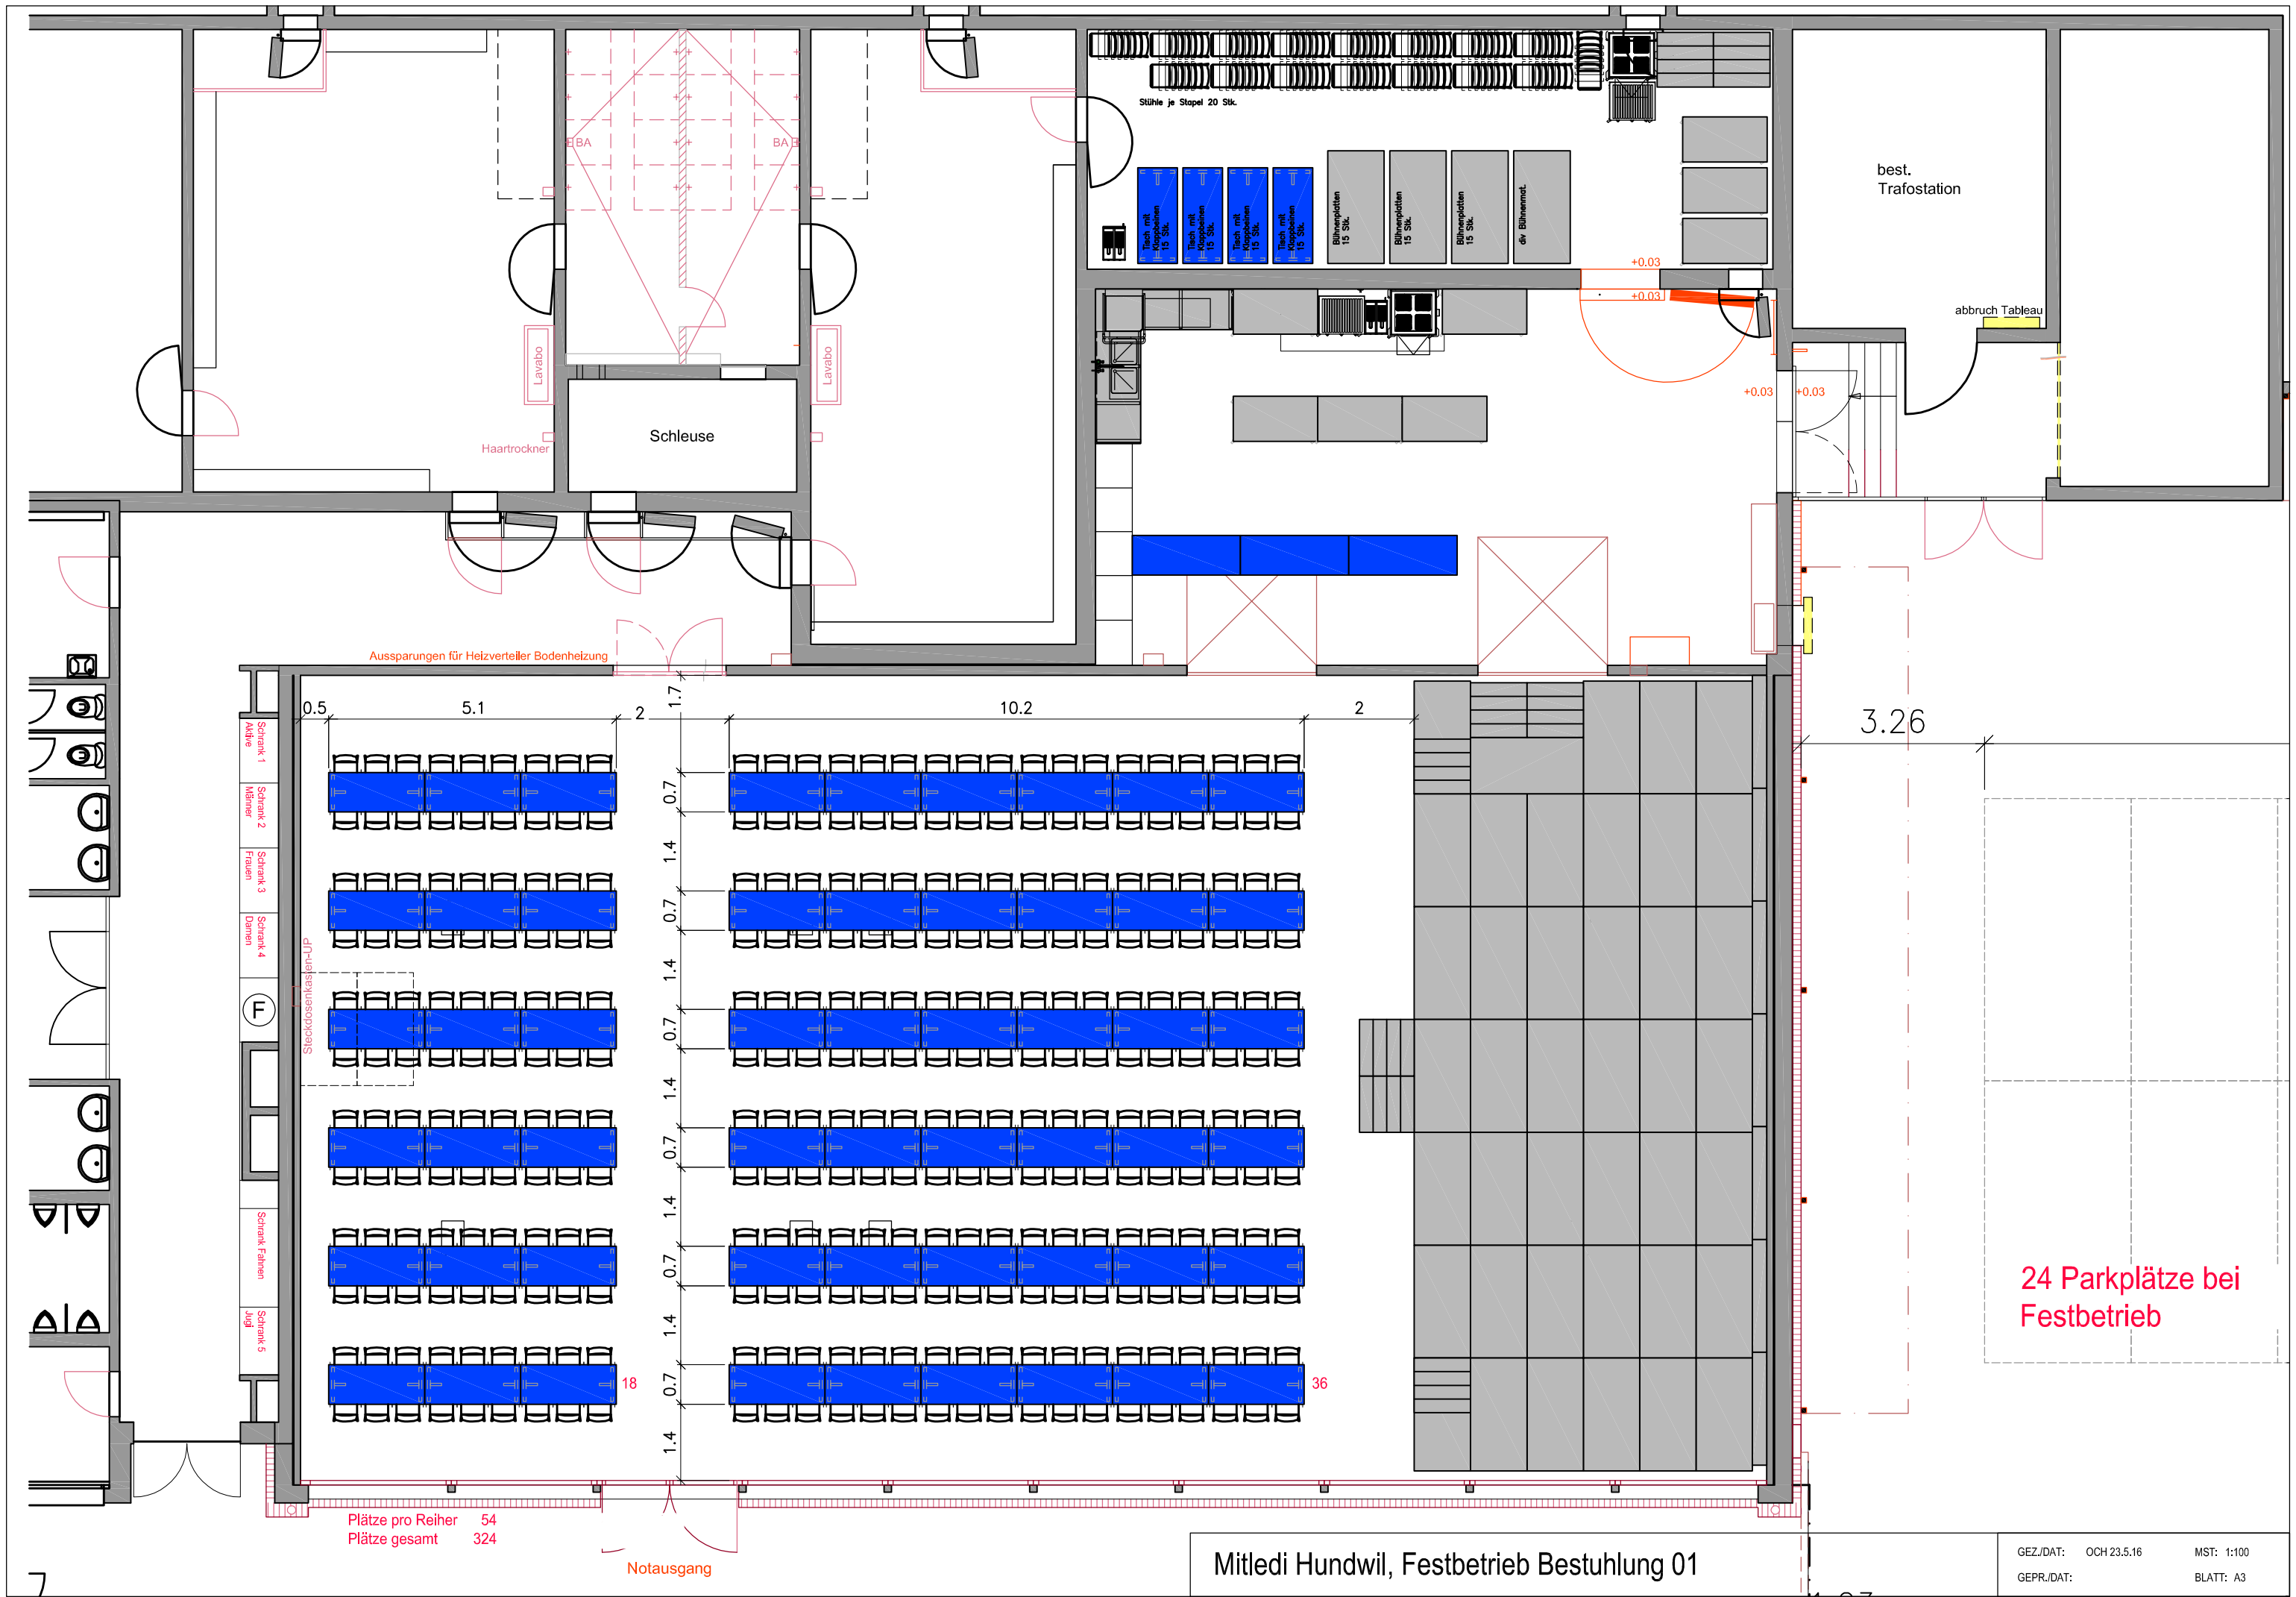 Stühle je Stapel 20 Stk.
BA
BA
best.
Trafostation
Tisch mit
Klappbeinen
15 Stk.
Tisch mit
Klappbeinen
15 Stk.
Tisch mit
Klappbeinen
15 Stk.
Tisch mit
Klappbeinen
15 Stk.
Bühnenplatten
15 Stk.
Bühnenplatten
15 Stk.
Bühnenplatten
15 Stk.
div Bühnenmat.
+0.03
+0.03
abbruch Tableau
Lavabo
Lavabo
+0.03
+0.03
Schleuse
Haartrockner
Aussparungen für Heizverteiler Bodenheizung
0.5
5.1
2
1.7
10.2
2
3.26
Schrank 1
Aktive
Schrank 2
Männer
Schrank 3
Frauen
Schrank 4
Damen
F
Steckdosenkasten-UP
Schrank Fahnen
Schrank 5
Jugi
0.7
1.4
0.7
1.4
0.7
1.4
0.7
1.4
0.7
1.4
0.7
1.4
18
36
24 Parkplätze bei
Festbetrieb
Plätze pro Reiher 54
Plätze gesamt 324
Notausgang
Mitledi Hundwil, Festbetrieb Bestuhlung 01
GEZ./DAT: OCH 23.5.16 MST: 1:100
GEPR./DAT: BLATT: A3